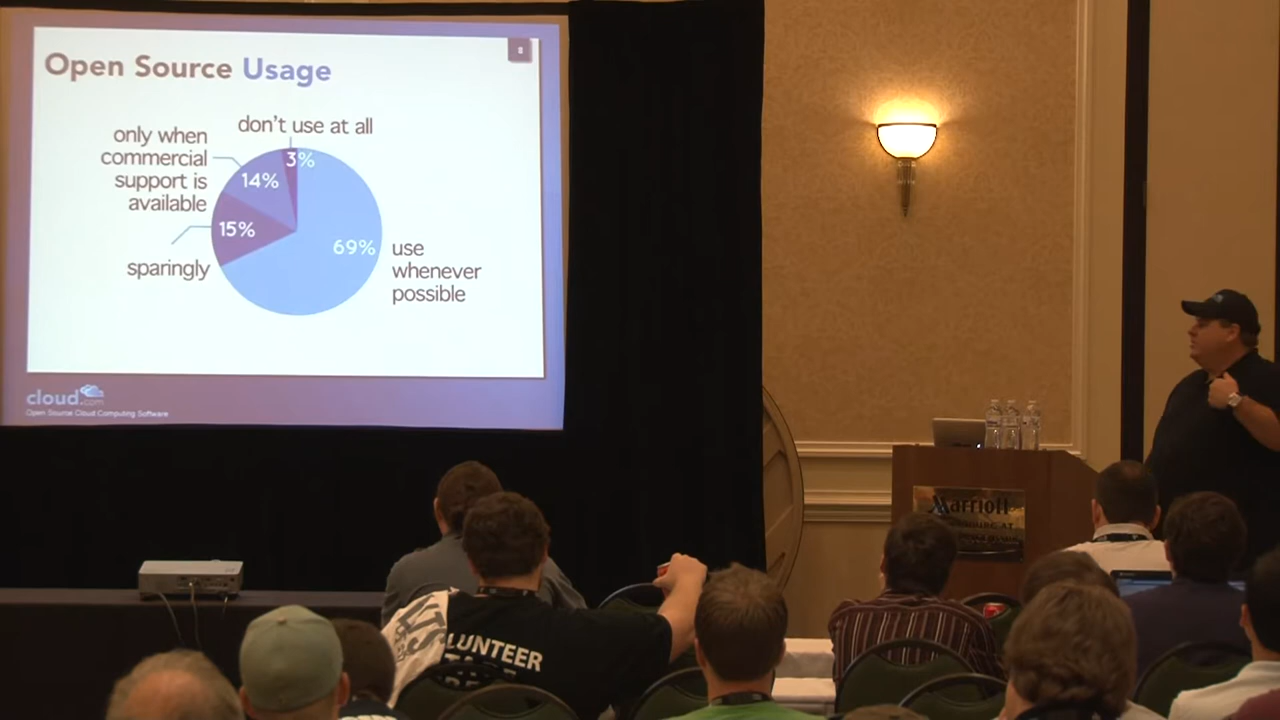 8
Open Source Usage
don't use at all
only when
commercial
support is
available
3%
14%
15%
69%
sparingly
use
whenever
possible
cloud.com
Open Source Cloud Computing Software
Marriott
LUNTEER